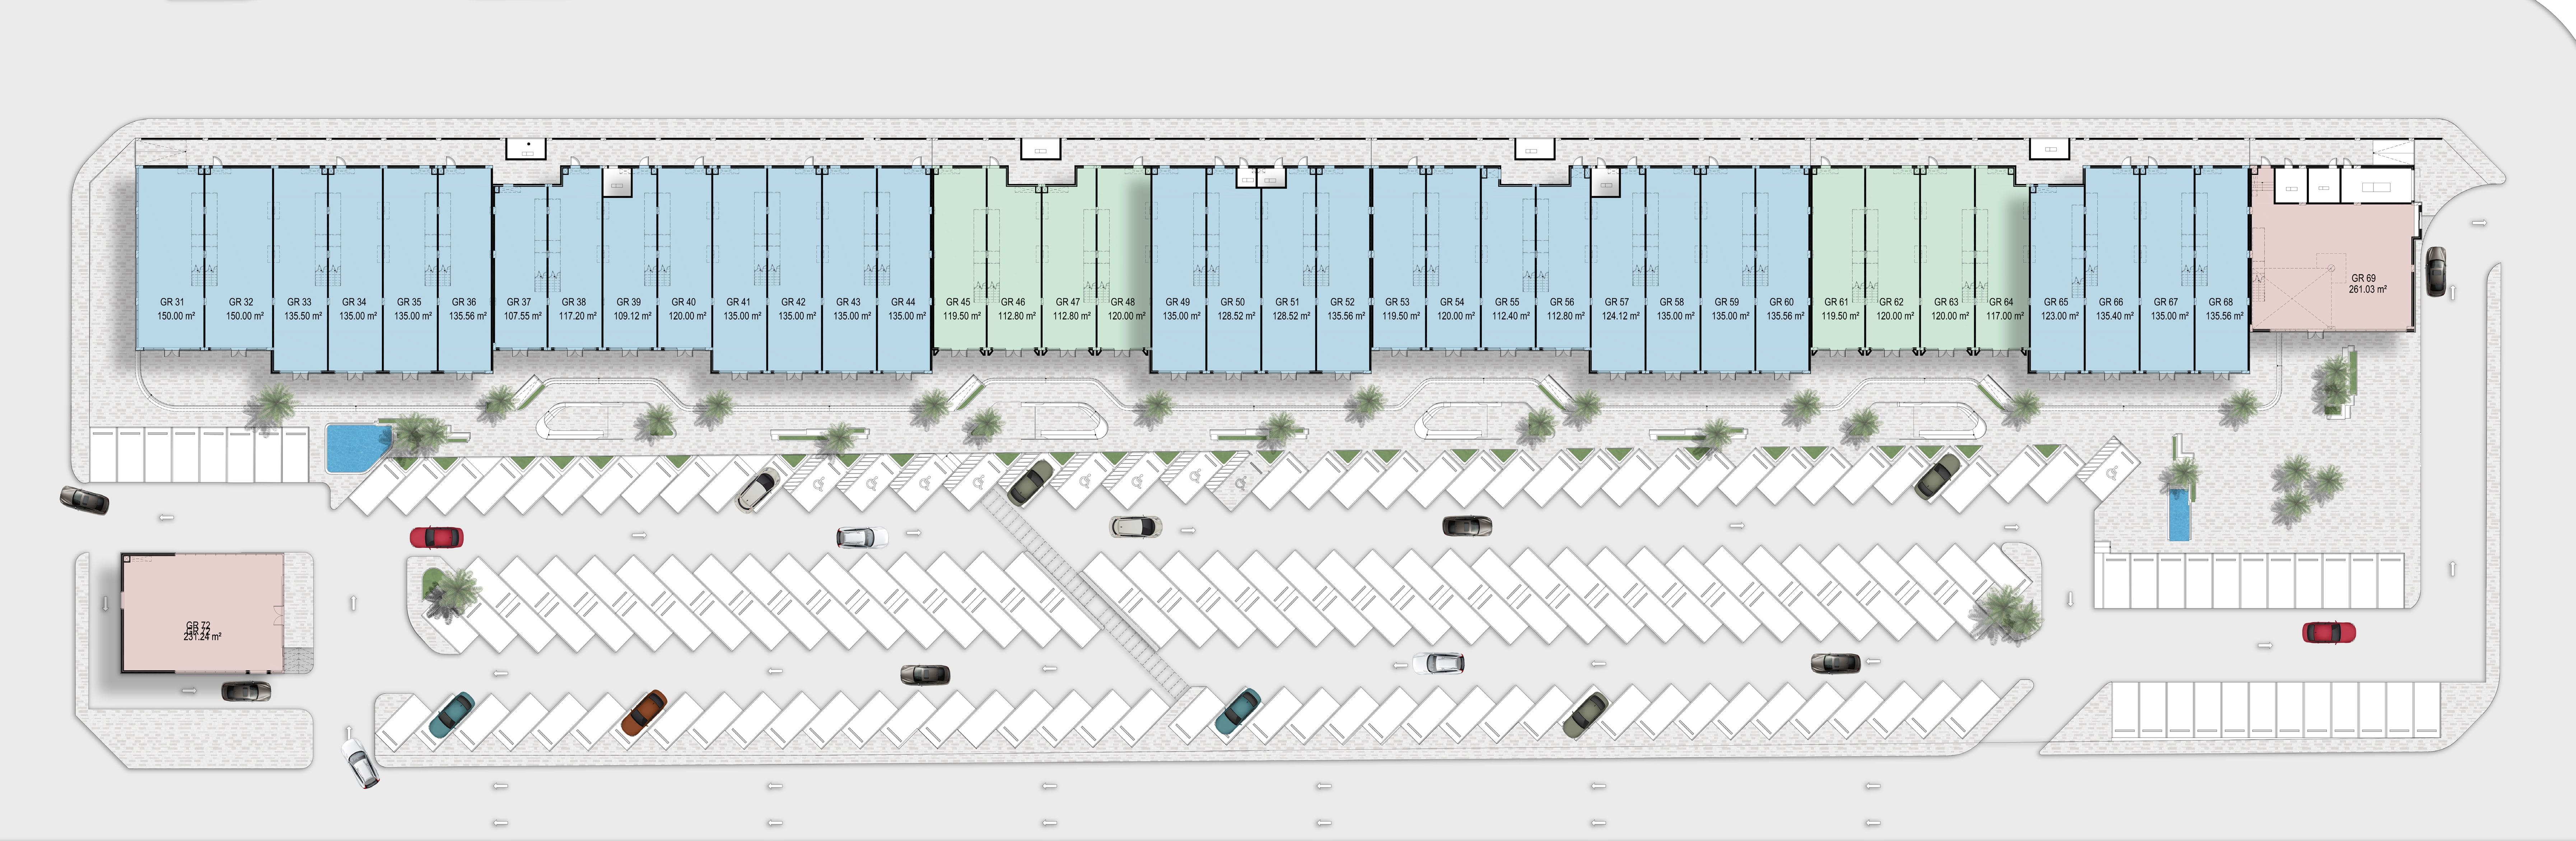 GR 31
150.00 m²
GR 32
150.00 m²
GR 33
135.50 m²
GR 34
135.00 m²
GR 35
135.00 m²
GR 36
135.56 m²
GR 37
107.55 m²
GR 38
117.20 m²
GR 39
109.12 m²
GR 40
120.00 m²
GR 41
135.00 m²
GR 42
135.00 m²
GR 43
135.00 m²
GR 44
135.00 m²
GR 45
119.50 m²
GR 46
112.80 m²
GR 47
112.80 m²
GR 48
120.00 m²
GR 49
135.00 m²
GR 50
128.52 m²
GR 51
128.52 m²
GR 52
135.56 m²
GR 53
119.50 m²
GR 54
120.00 m²
GR 55
112.40 m²
GR 56
112.80 m²
GR 57
124.12 m²
GR 58
135.00 m²
GR 59
135.00 m²
GR 60
135.56 m²
GR 61
119.50 m²
GR 62
120.00 m²
GR 63
120.00 m²
GR 64
117.00 m²
GR 65
123.00 m²
GR 66
135.40 m²
GR 67
135.00 m²
GR 68
135.56 m²
GR 69
261.03 m²
GR 72
231.24 m²